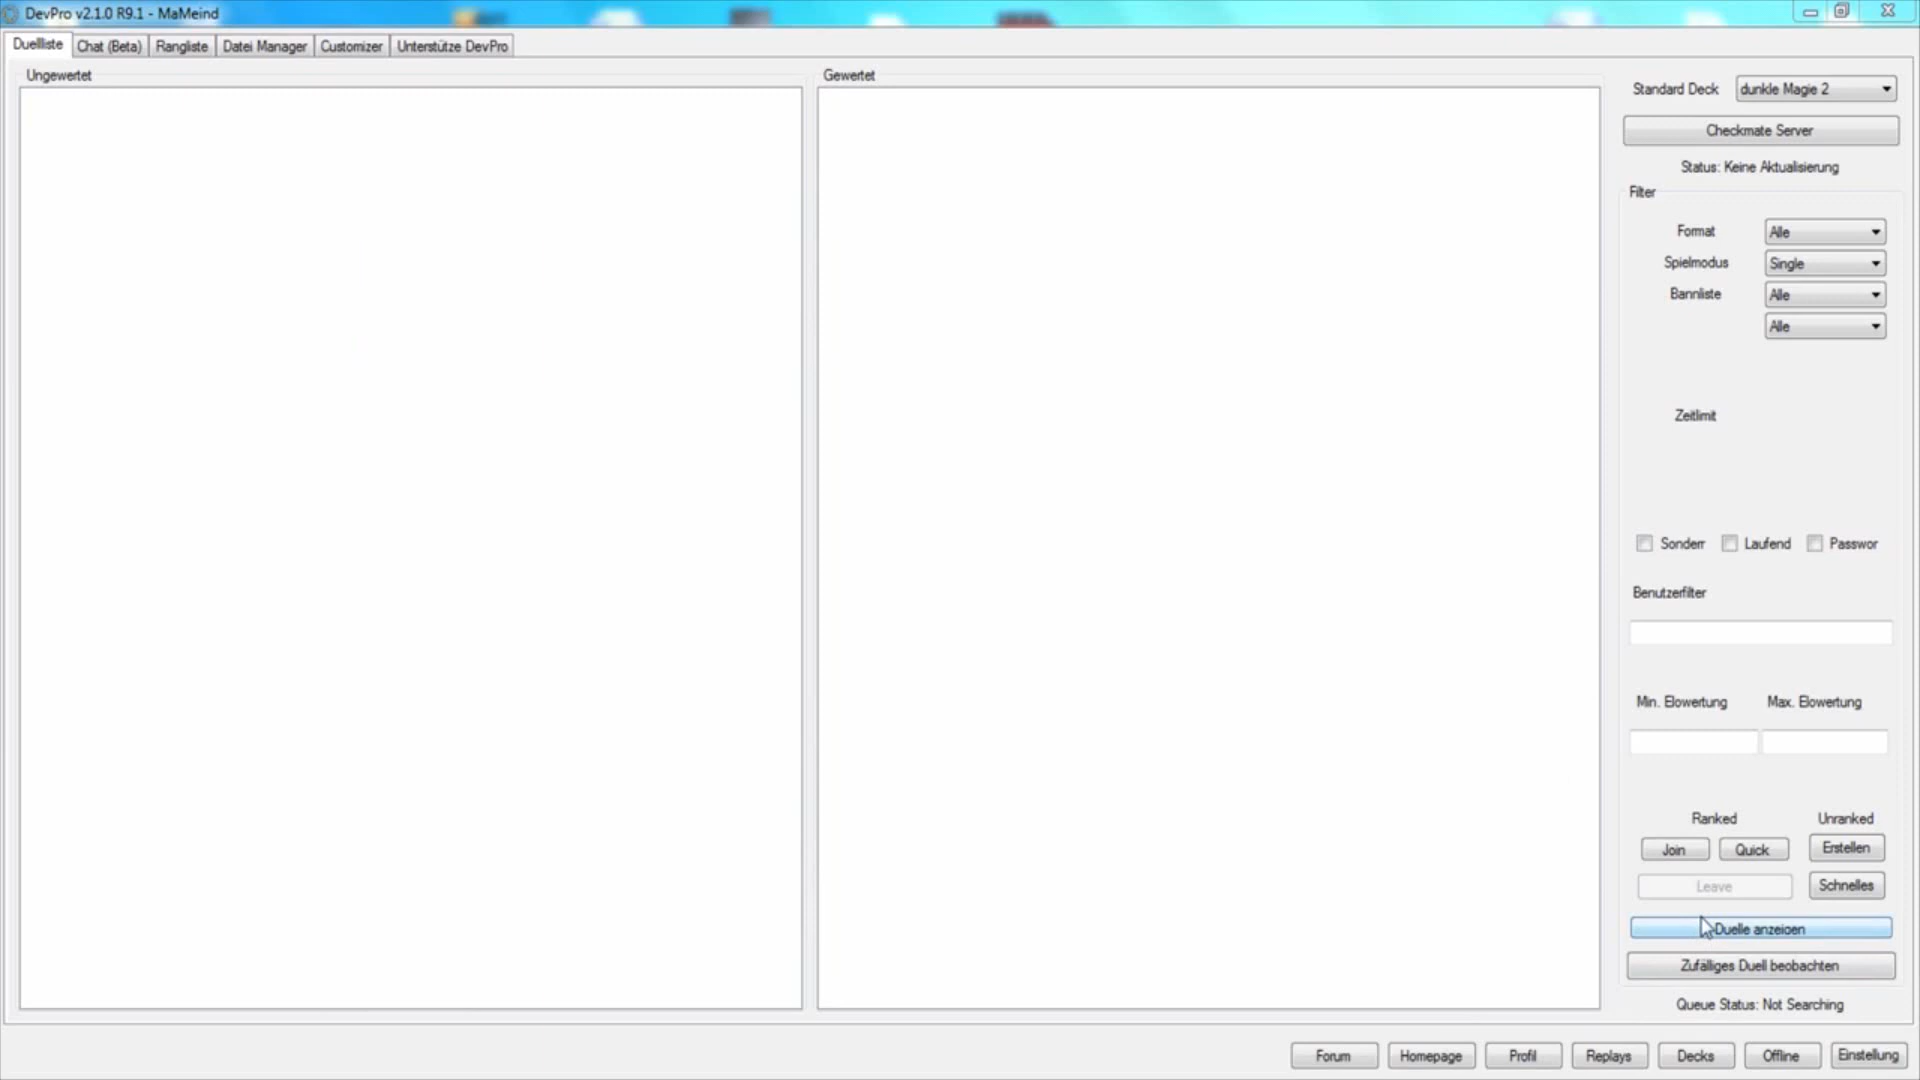 DevPro v2.1.0 R9.1 - MaMeind
Duellliste Chat (Beta) Rangliste Datei Manager Customizer Unterstütze DevPro
Ungewertet
Gewertet
Standard Deck dunkle Magie 2
Checkmate Server
Status: Keine Aktualisierung
Filter
Format Alle
Spielmodus Single
Bannliste Alle
Alle
Zeitlimit
Sonderr Laufend Passwor
Benutzerfilter
Min. Elowertung Max. Elowertung
Ranked Unranked
Join Quick Erstellen
Leave Schnelles
Duelle anzeigen
Zufälliges Duell beobachten
Queue Status: Not Searching
Forum Homepage Profil Replays Decks Offline Einstellung